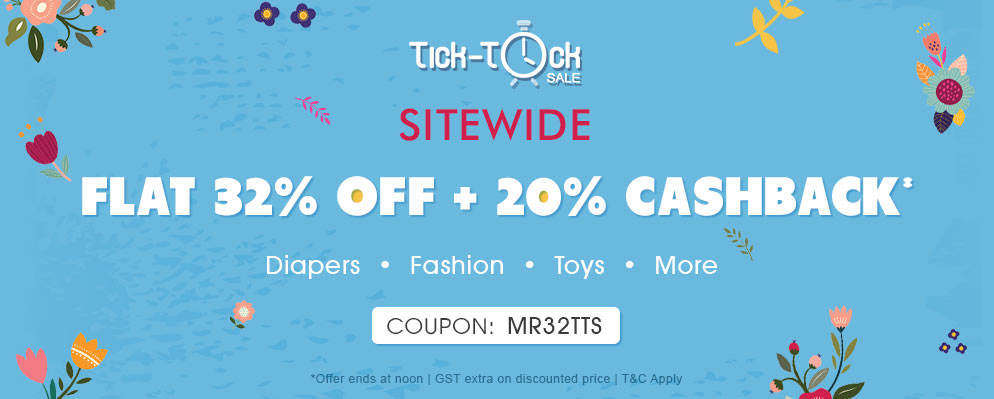 Tick-Tock
SALE
SITEWIDE
FLAT 32% OFF + 20% CASHBACK*
Diapers • Fashion • Toys • More
COUPON: MR32TTS
*Offer ends at noon | GST extra on discounted price | T&C Apply